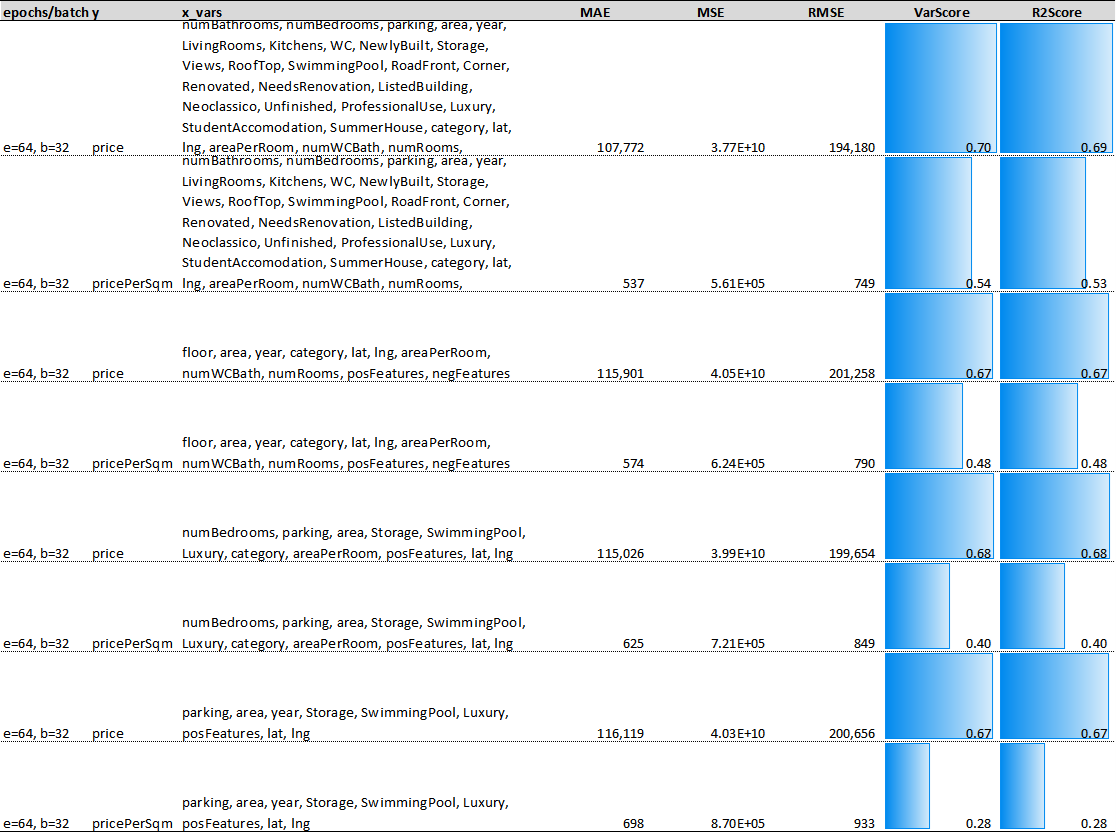 epochs/batch y x_vars MAE MSE RMSE VarScore R2Score
numBathrooms, numBedrooms, parking, area, year,
LivingRooms, Kitchens, WC, NewlyBuilt, Storage,
Views, RoofTop, SwimmingPool, RoadFront, Corner,
Renovated, NeedsRenovation, ListedBuilding,
Neoclassico, Unfinished, ProfessionalUse, Luxury,
StudentAccomodation, SummerHouse, category, lat,
e=64, b=32 price lng, areaPerRoom, numWCBath, numRooms, 107,772 3.77E+10 194,180 0.70 0.69
numBathrooms, numBedrooms, parking, area, year,
LivingRooms, Kitchens, WC, NewlyBuilt, Storage,
Views, RoofTop, SwimmingPool, RoadFront, Corner,
Renovated, NeedsRenovation, ListedBuilding,
Neoclassico, Unfinished, ProfessionalUse, Luxury,
StudentAccomodation, SummerHouse, category, lat,
e=64, b=32 pricePerSqm lng, areaPerRoom, numWCBath, numRooms, 537 5.61E+05 749 0.54 0.53
floor, area, year, category, lat, lng, areaPerRoom,
e=64, b=32 price numWCBath, numRooms, posFeatures, negFeatures 115,901 4.05E+10 201,258 0.67 0.67
floor, area, year, category, lat, lng, areaPerRoom,
e=64, b=32 pricePerSqm numWCBath, numRooms, posFeatures, negFeatures 574 6.24E+05 790 0.48 0.48
numBedrooms, parking, area, Storage, SwimmingPool,
e=64, b=32 price Luxury, category, areaPerRoom, posFeatures, lat, lng 115,026 3.99E+10 199,654 0.68 0.68
numBedrooms, parking, area, Storage, SwimmingPool,
e=64, b=32 pricePerSqm Luxury, category, areaPerRoom, posFeatures, lat, lng 625 7.21E+05 849 0.40 0.40
parking, area, year, Storage, SwimmingPool, Luxury,
e=64, b=32 price posFeatures, lat, lng 116,119 4.03E+10 200,656 0.67 0.67
parking, area, year, Storage, SwimmingPool, Luxury,
e=64, b=32 pricePerSqm posFeatures, lat, lng 698 8.70E+05 933 0.28 0.28